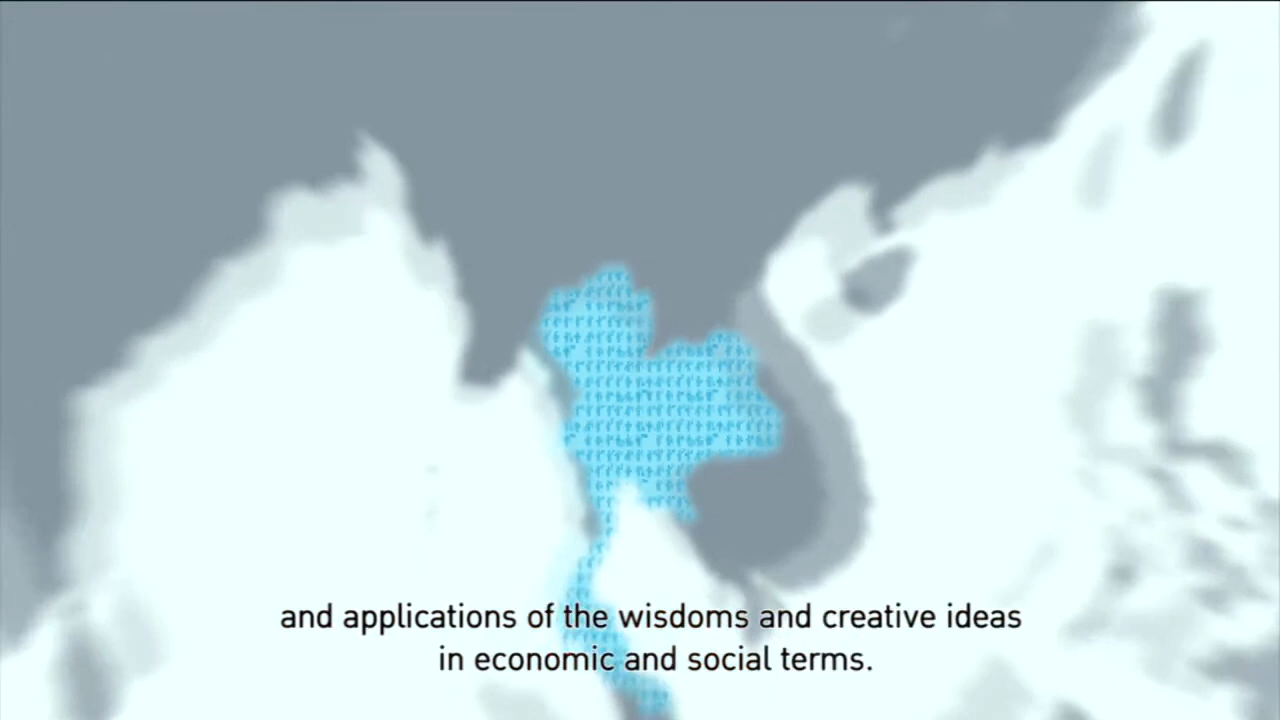 and applications of the wisdoms and creative ideas
in economic and social terms.